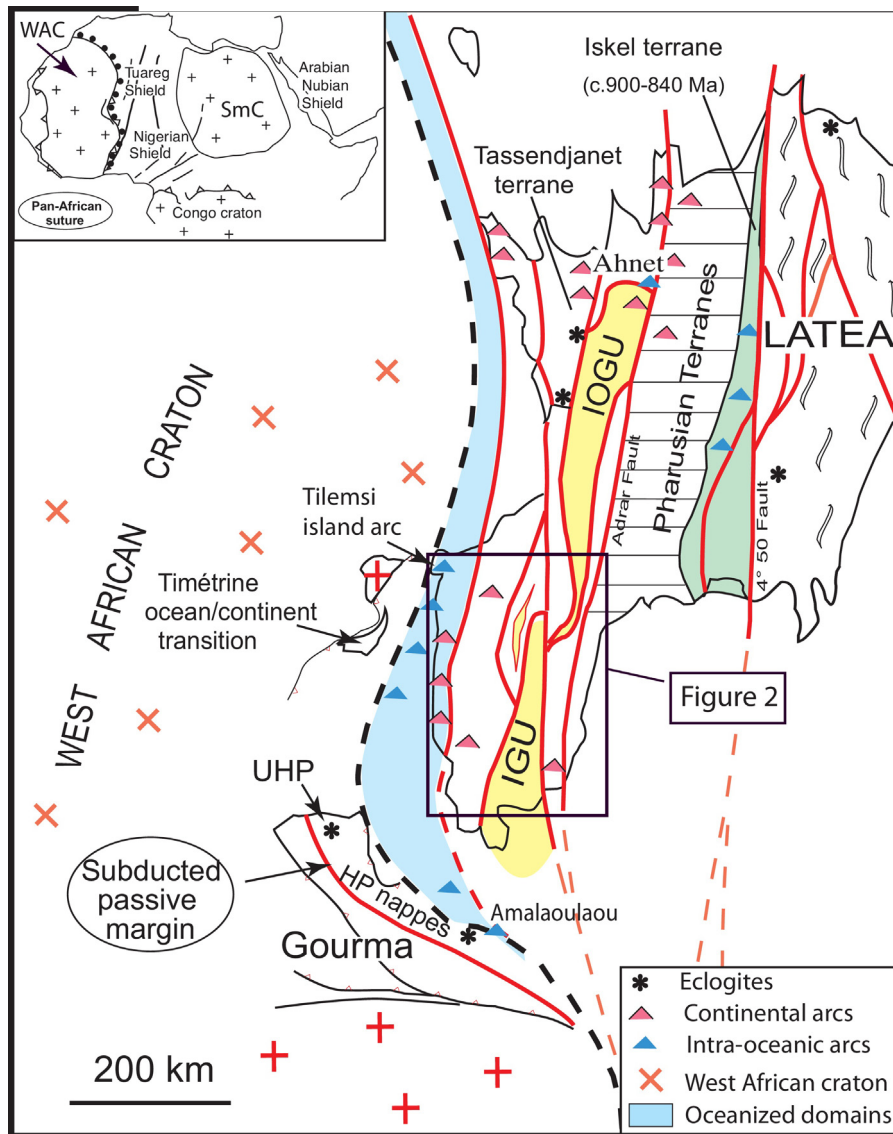 WAC
Tuareg
Shield
SmC
Arabian
Nubian
Shield
Nigerian
Shield
Pan-African
suture
Congo craton
Iskel terrane
(c.900-840 Ma)
Tassendjanet
terrane
Ahnet
LATEA
IOGU
Pharusian Terranes
Adrar Fault
4° 50 Fault
WEST AFRICAN CRATON
Tilemsi
island arc
Timétrine
ocean/continent
transition
Figure 2
IGU
UHP
Subducted
passive
margin
HP nappes
Amalaoulaou
Gourma
200 km
Eclogites
Continental arcs
Intra-oceanic arcs
West African craton
Oceanized domains